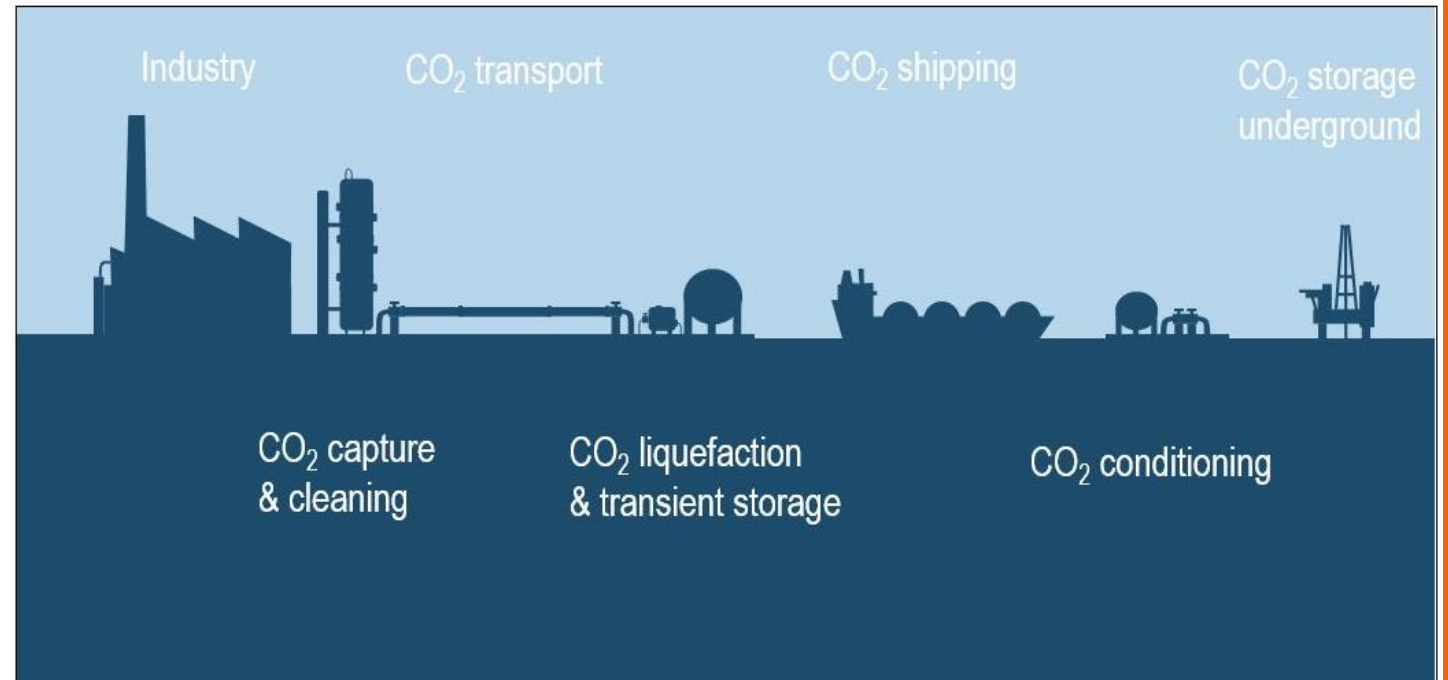 Industry
CO₂ transport
CO₂ shipping
CO₂ storage
underground
CO₂ capture
& cleaning
CO₂ liquefaction
& transient storage
CO₂ conditioning